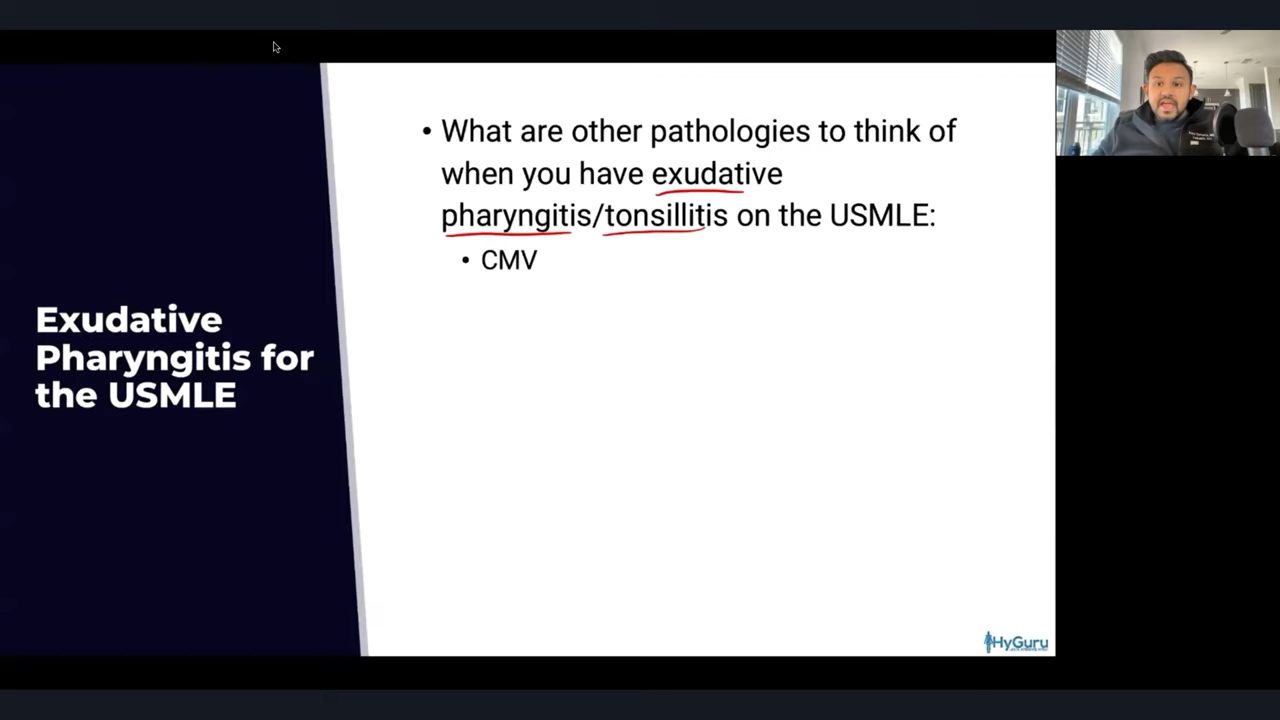 • What are other pathologies to think of
when you have exudative
pharyngitis/tonsillitis on the USMLE:
• CMV
Exudative
Pharyngitis for
the USMLE
HyGuru